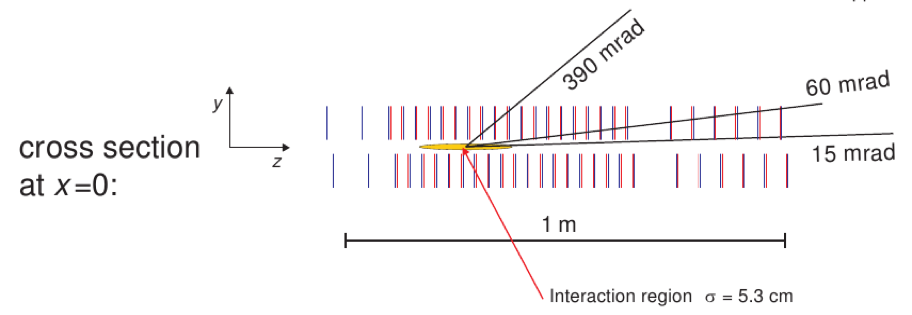 390 mrad
60 mrad
y
cross section
z
15 mrad
at x=0:
1 m
Interaction region σ = 5.3 cm